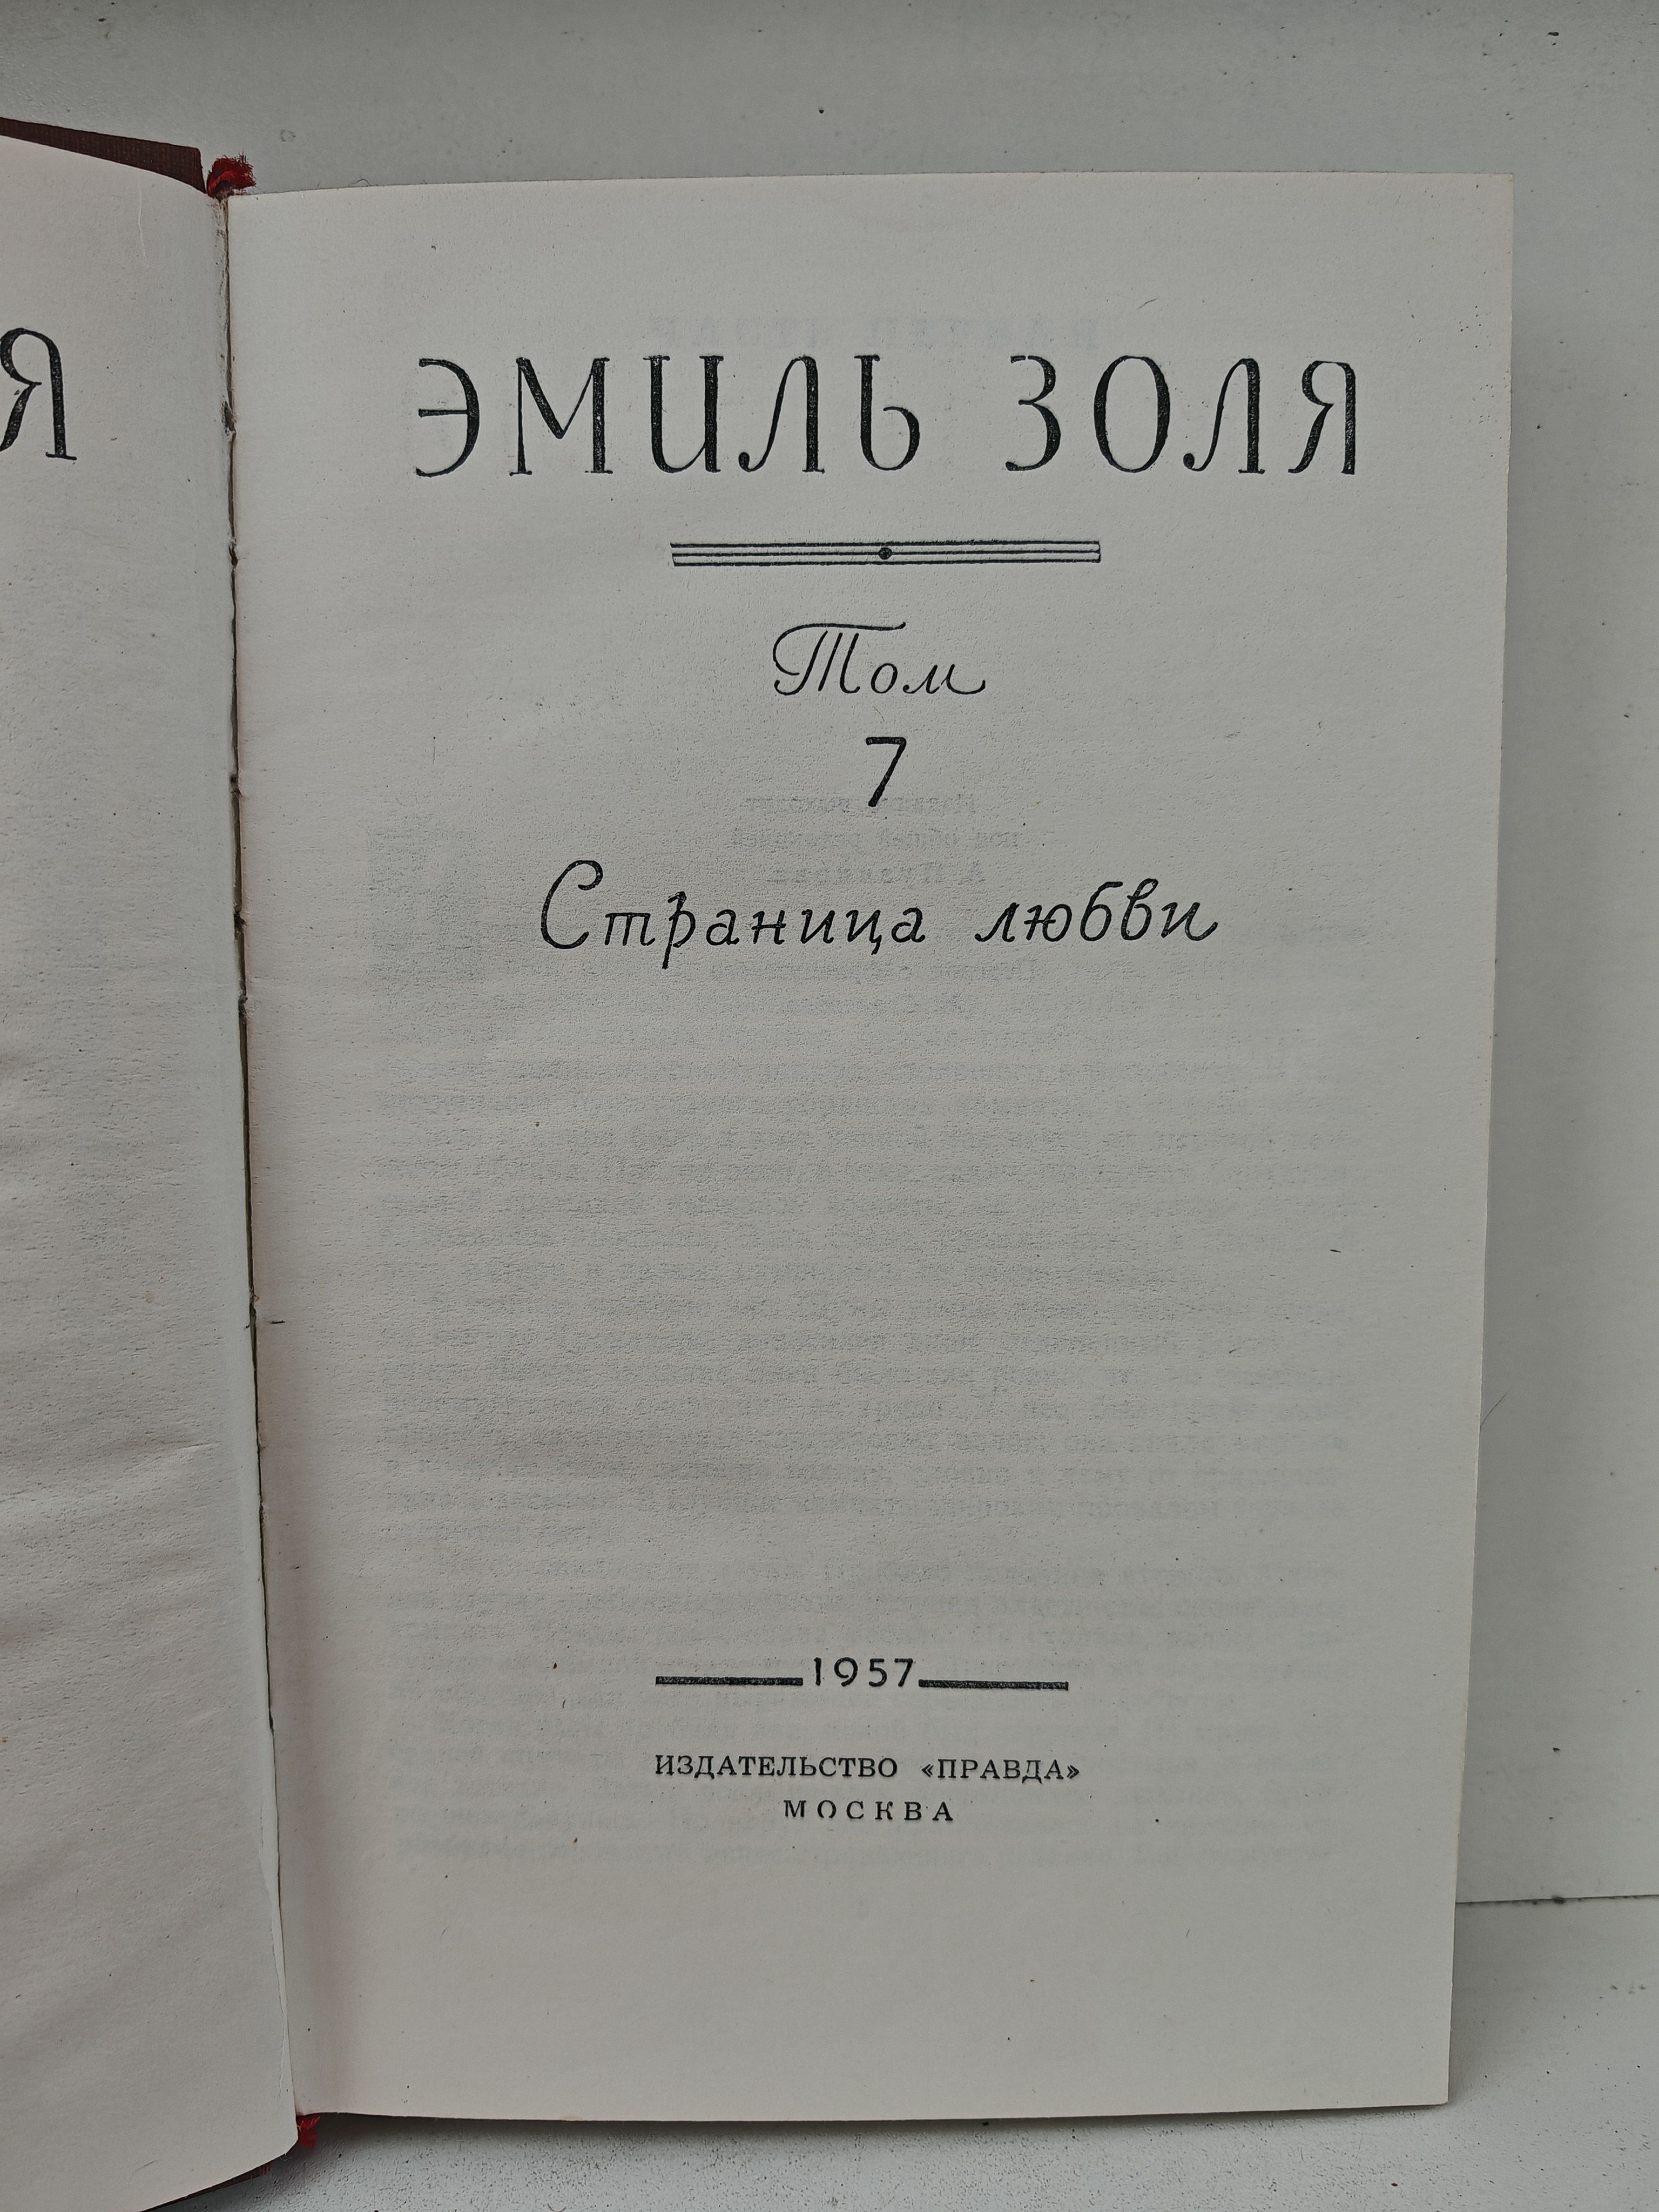 Я
ЭМИЛЬ ЗОЛЯ
Том
7
Страница любви
1957
ИЗДАТЕЛЬСТВО «ПРАВДА»
МОСКВА